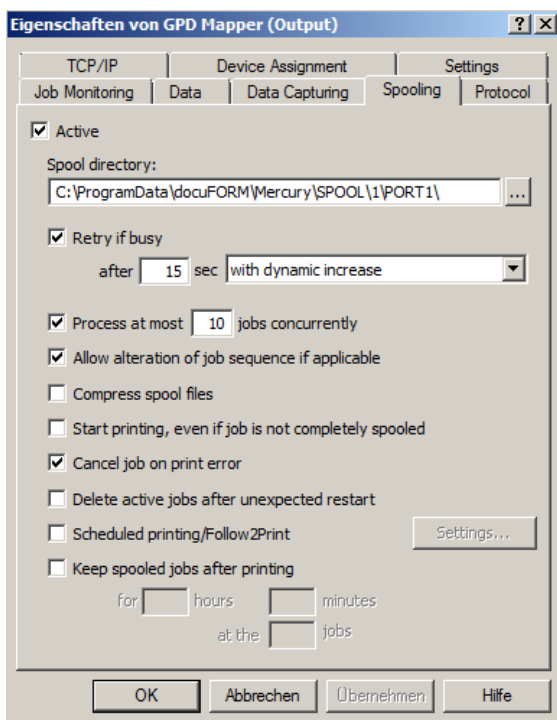 Eigenschaften von GPD Mapper (Output)
TCP/IP Device Assignment Settings
Job Monitoring Data Data Capturing Spooling Protocol
Active
Spool directory:
C:\ProgramData\docuFORM\Mercury\SPOOL\1\PORT1\ ...
Retry if busy
after 15 sec with dynamic increase
Process at most 10 jobs concurrently
Allow alteration of job sequence if applicable
Compress spool files
Start printing, even if job is not completely spooled
Cancel job on print error
Delete active jobs after unexpected restart
Scheduled printing/Follow2Print Settings...
Keep spooled jobs after printing
for hours minutes
at the jobs
OK Abbrechen Übernehmen Hilfe